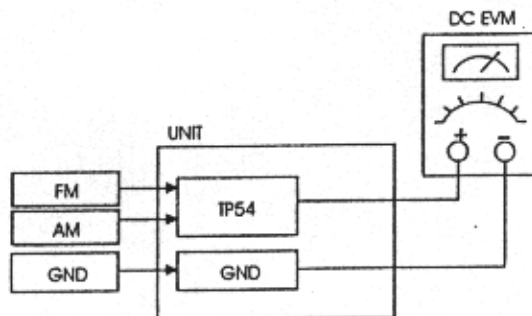 DC EVM
+ -
UNIT
FM
TP54
AM
GND
GND